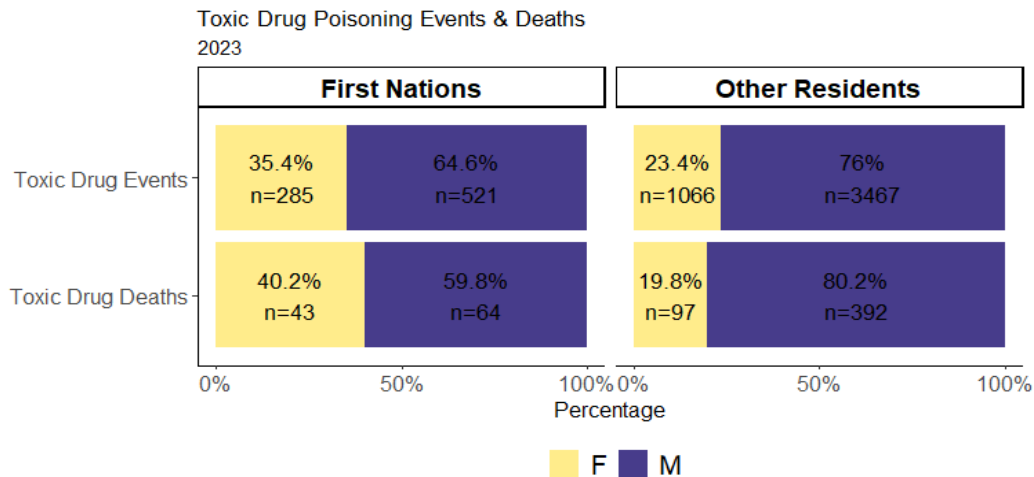 Toxic Drug Poisoning Events & Deaths
2023
First Nations
Other Residents
Toxic Drug Events
35.4%
n=285
64.6%
n=521
23.4%
n=1066
76%
n=3467
Toxic Drug Deaths
40.2%
n=43
59.8%
n=64
19.8%
n=97
80.2%
n=392
0%
50%
100%
0%
50%
100%
Percentage
F
M